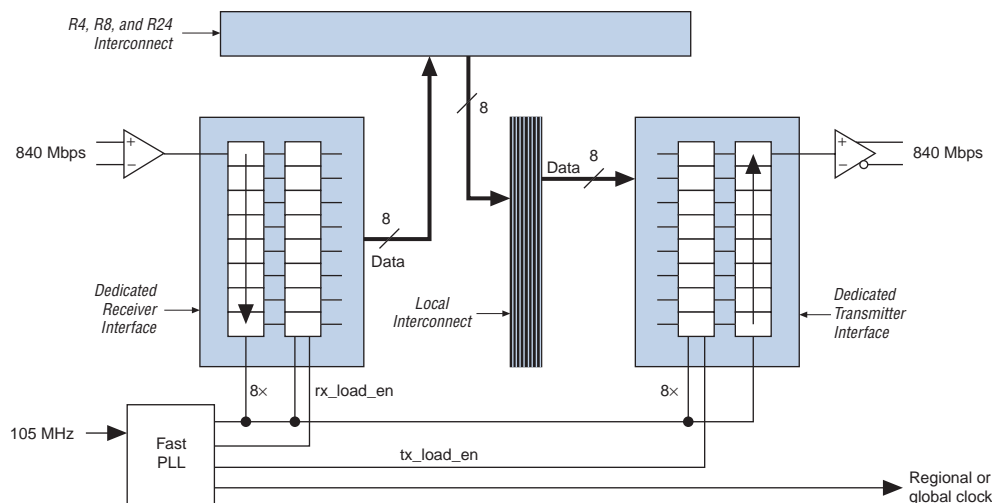 R4, R8, and R24
Interconnect
8
840 Mbps
+
−
Data
8
+
−
840 Mbps
8
Data
Dedicated
Receiver
Interface
Local
Interconnect
Dedicated
Transmitter
Interface
8×
rx_load_en
8×
105 MHz
Fast
PLL
tx_load_en
Regional or
global clock